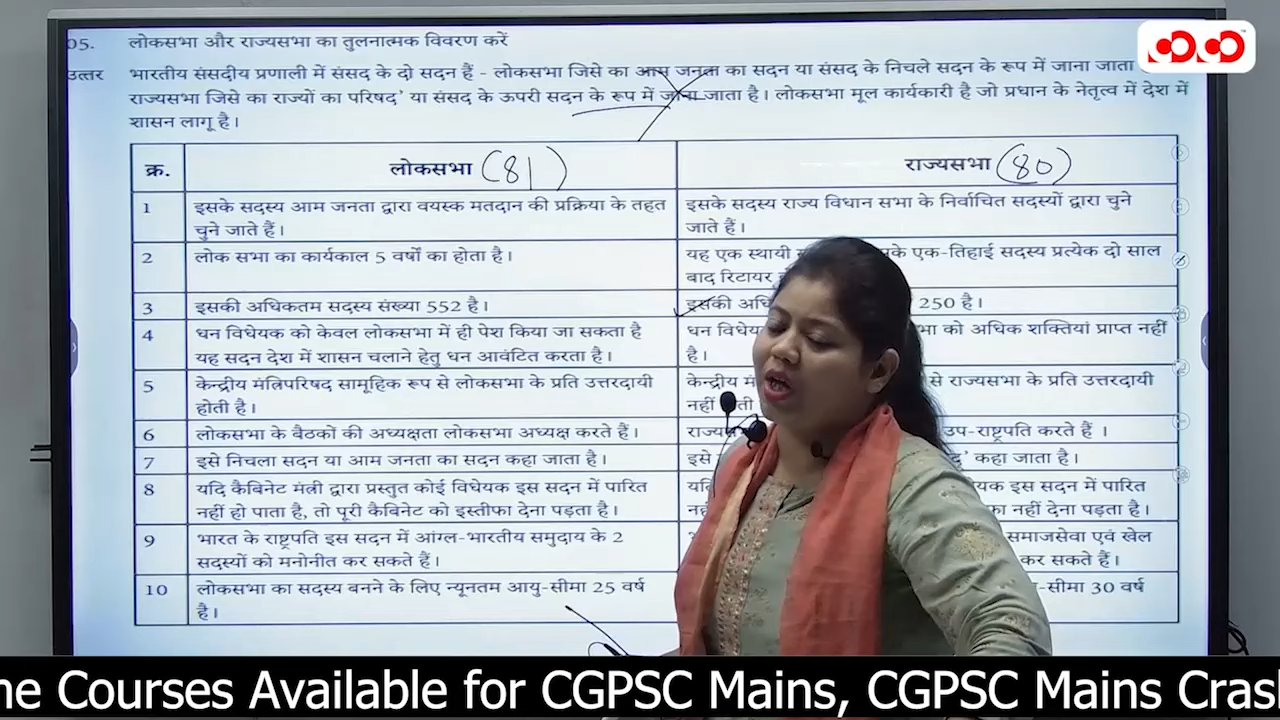 05. लोकसभा और राज्यसभा का तुलनात्मक विवरण करें
उत्तर भारतीय संसदीय प्रणाली में संसद के दो सदन हैं - लोकसभा जिसे का आम जनता का सदन या संसद के निचले सदन के रूप में जाना जाता
राज्यसभा जिसे का राज्यों का परिषद’ या संसद के ऊपरी सदन के रूप में जाना जाता है। लोकसभा मूल कार्यकारी है जो प्रधान के नेतृत्व में देश में
शासन लागू है।
क्र. लोकसभा (81) राज्यसभा (80)
1 इसके सदस्य आम जनता द्वारा वयस्क मतदान की प्रक्रिया के तहत इसके सदस्य राज्य विधान सभा के निर्वाचित सदस्यों द्वारा चुने
चुने जाते हैं। जाते हैं।
2 लोक सभा का कार्यकाल 5 वर्षों का होता है। यह एक स्थायी एक-तिहाई सदस्य प्रत्येक दो साल
बाद रिटायर
3 इसकी अधिकतम सदस्य संख्या 552 है। इसकी 250 है।
4 धन विधेयक को केवल लोकसभा में ही पेश किया जा सकता है धन को अधिक शक्तियां प्राप्त नहीं
यह सदन देश में शासन चलाने हेतु धन आवंटित करता है। है।
5 केन्द्रीय मंत्रिपरिषद सामूहिक रूप से लोकसभा के प्रति उत्तरदायी केन्द्रीय से राज्यसभा के प्रति उत्तरदायी
होती है। नहीं
6 लोकसभा के बैठकों की अध्यक्षता लोकसभा अध्यक्ष करते हैं। उप-राष्ट्रपति करते हैं ।
7 इसे निचला सदन या आम जनता का सदन कहा जाता है। इसे कहा जाता है।
8 यदि कैबिनेट मंत्री द्वारा प्रस्तुत कोई विधेयक इस सदन में पारित इस सदन में पारित
नहीं हो पाता है, तो पूरी कैबिनेट को इस्तीफा देना पड़ता है। नहीं देना पड़ता है।
9 भारत के राष्ट्रपति इस सदन में आंग्ल-भारतीय समुदाय के 2 समाजसेवा एवं खेल
सदस्यों को मनोनीत कर सकते हैं। कर सकते हैं।
10 लोकसभा का सदस्य बनने के लिए न्यूनतम आयु-सीमा 25 वर्ष -सीमा 30 वर्ष
है।
Courses Available for CGPSC Mains, CGPSC Mains